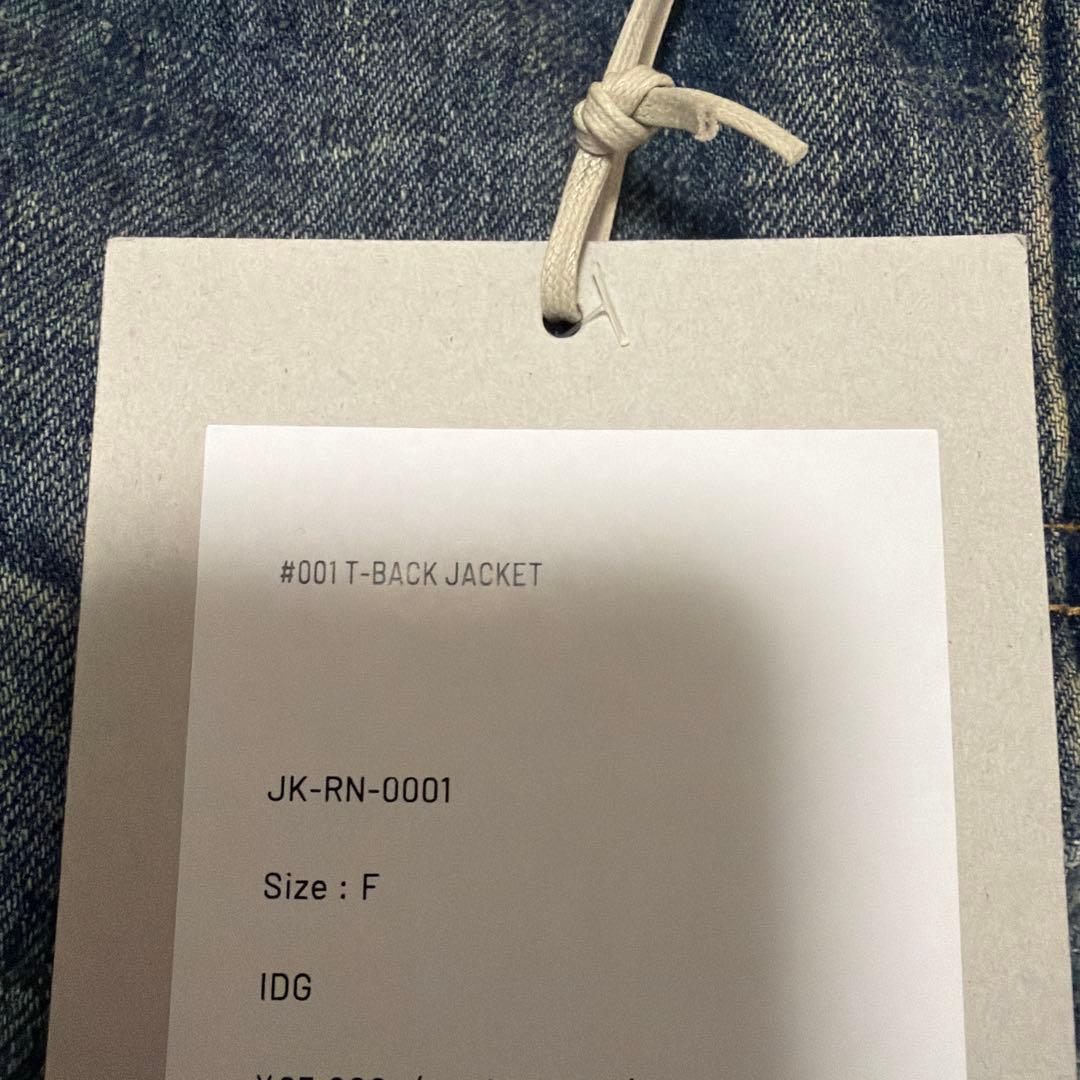 #001 T-BACK JACKET
JK-RN-0001
Size : F
IDG